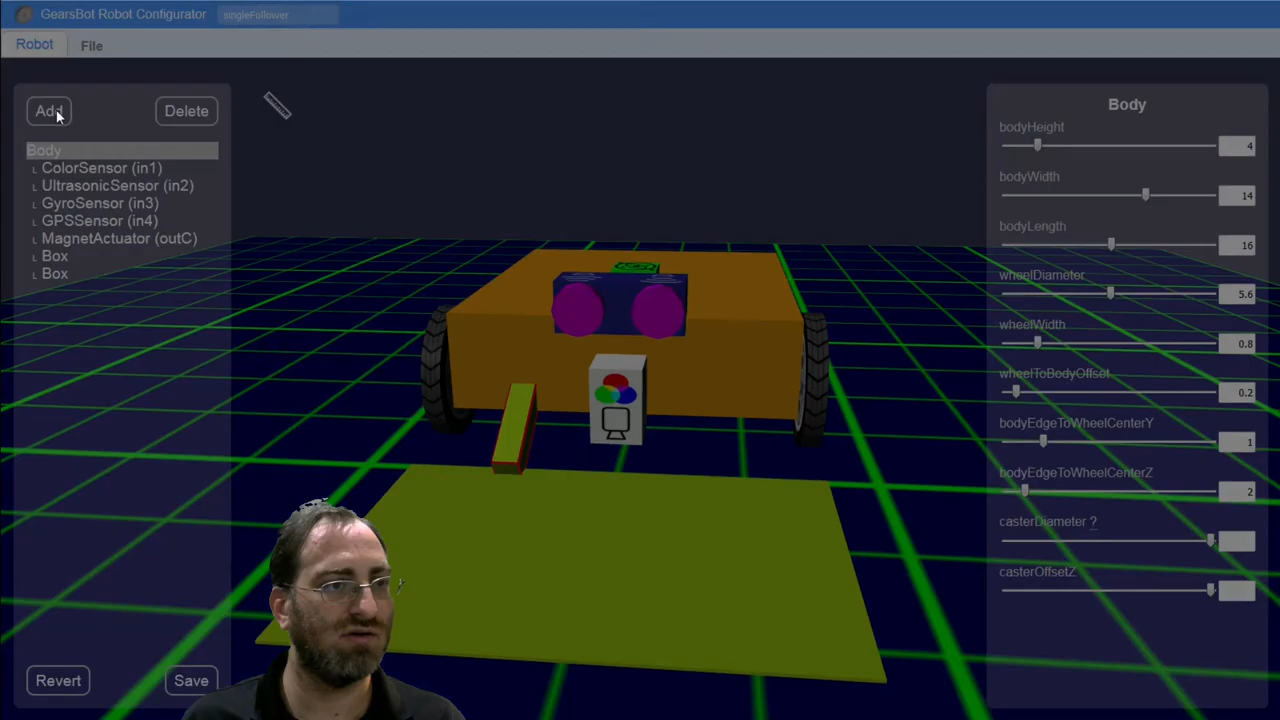 GearsBot Robot Configurator singleFollower
Robot File
Add Delete
Body
L ColorSensor (in1)
L UltrasonicSensor (in2)
L GyroSensor (in3)
L GPSSensor (in4)
L MagnetActuator (outC)
L Box
L Box
Revert Save
Body
bodyHeight
4
bodyWidth
14
bodyLength
16
wheelDiameter
5.6
wheelWidth
0.8
wheelToBodyOffset
0.2
bodyEdgeToWheelCenterY
1
bodyEdgeToWheelCenterZ
2
casterDiameter ?
casterOffsetZ